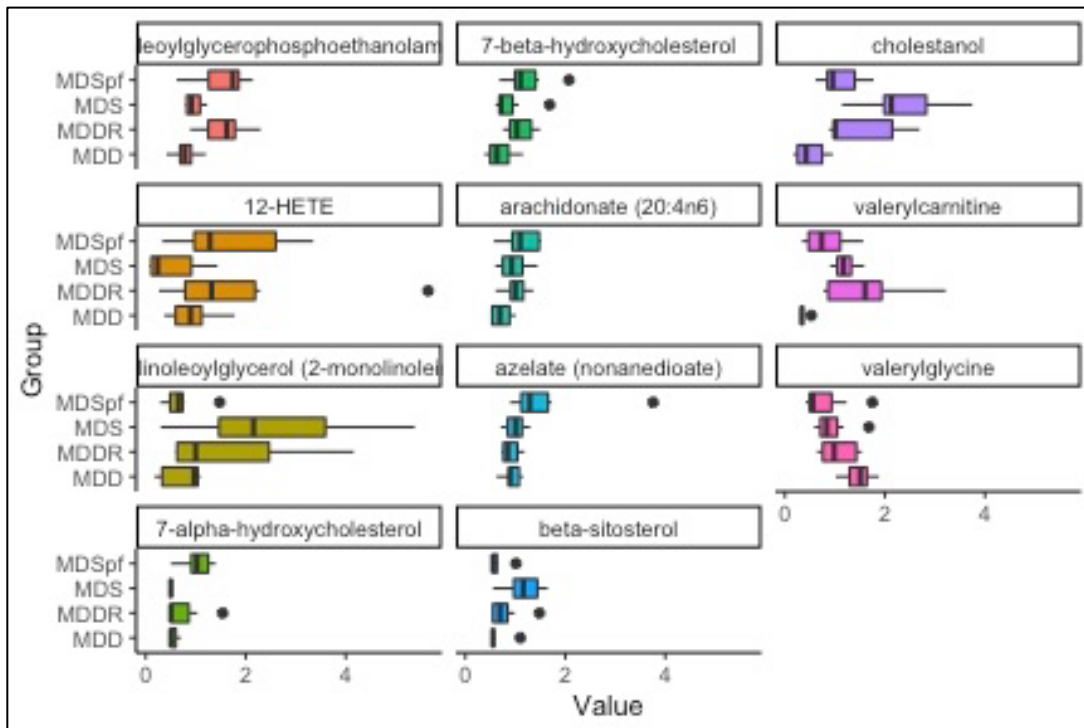 leoylglycerophosphoethanolam 7-beta-hydroxycholesterol cholestanol
MDSpf
MDS
MDDR
MDD
12-HETE arachidonate (20:4n6) valerylcarnitine
MDSpf
MDS
MDDR
MDD
linoleoylglycerol (2-monolinolei azelate (nonanedioate) valerylglycine
MDSpf
MDS
MDDR
MDD
0 2 4
7-alpha-hydroxycholesterol beta-sitosterol
MDSpf
MDS
MDDR
MDD
0 2 4 0 2 4
Group
Value